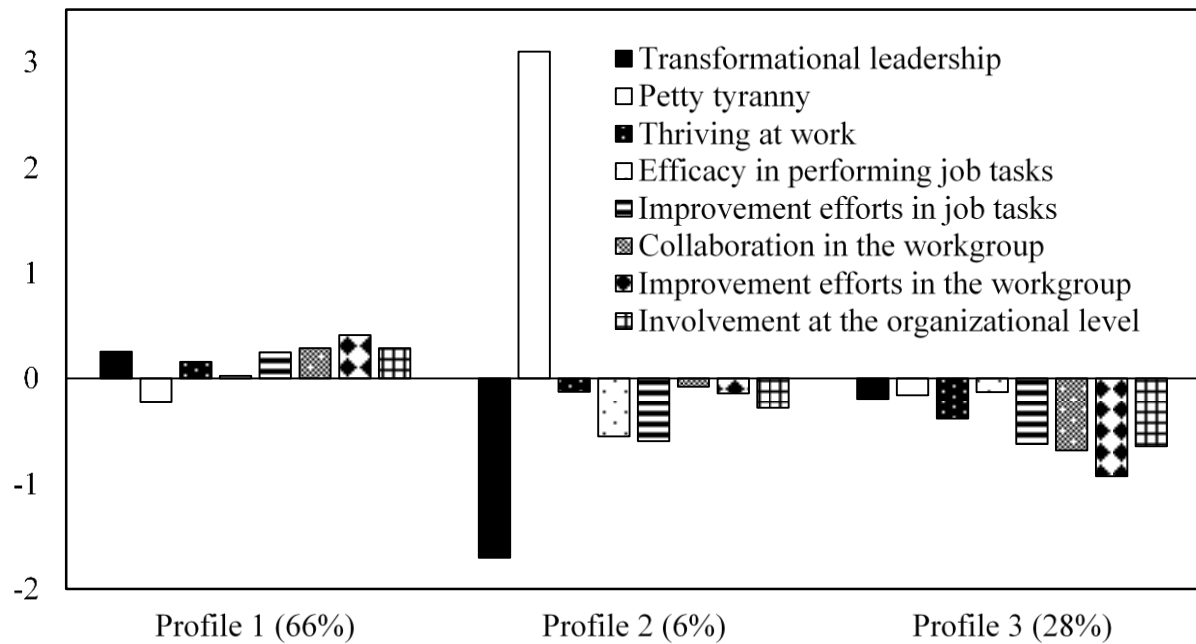 3
2
1
0
-1
-2
Transformational leadership
Petty tyranny
Thriving at work
Efficacy in performing job tasks
Improvement efforts in job tasks
Collaboration in the workgroup
Improvement efforts in the workgroup
Involvement at the organizational level
Profile 1 (66%)
Profile 2 (6%)
Profile 3 (28%)